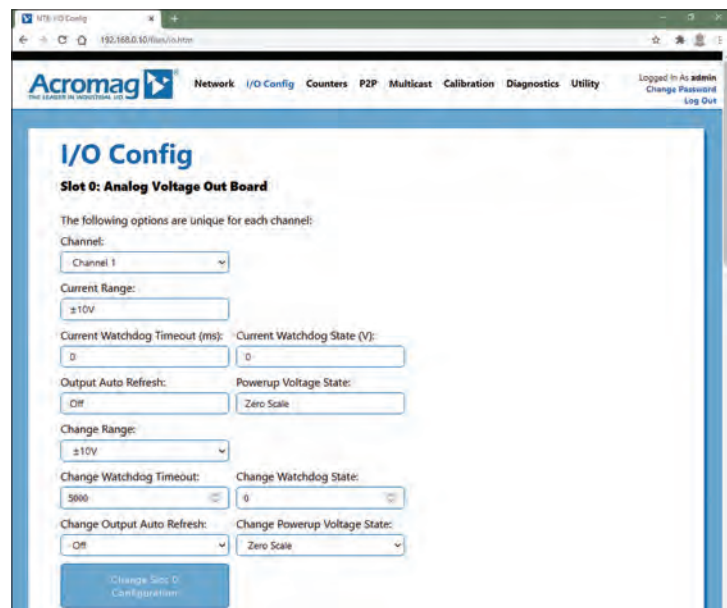 NTE I/O Config
192.168.0.10/files/io.htm
Acromag
THE LEADER IN INDUSTRIAL I/O
Network I/O Config Counters P2P Multicast Calibration Diagnostics Utility
Logged In As admin
Change Password
Log Out
I/O Config
Slot 0: Analog Voltage Out Board
The following options are unique for each channel:
Channel:
Channel 1
Current Range:
±10V
Current Watchdog Timeout (ms): Current Watchdog State (V):
0 0
Output Auto Refresh: Powerup Voltage State:
Off Zero Scale
Change Range:
±10V
Change Watchdog Timeout: Change Watchdog State:
5000 0
Change Output Auto Refresh: Change Powerup Voltage State:
Off Zero Scale
Change Slot 0
Configuration